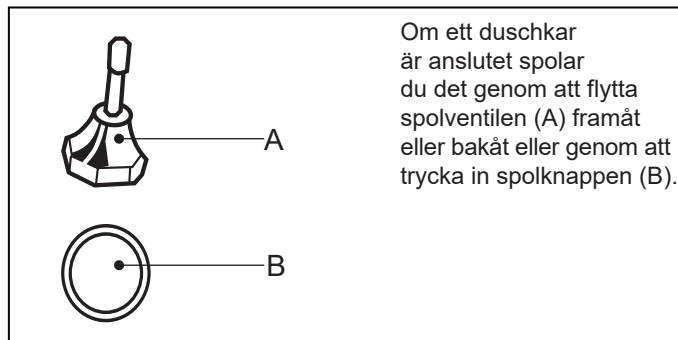 Om ett duschkar
är anslutet spolar
du det genom att flytta
spolventilen (A) framåt
eller bakåt eller genom att
trycka in spolknappen (B).
A
B